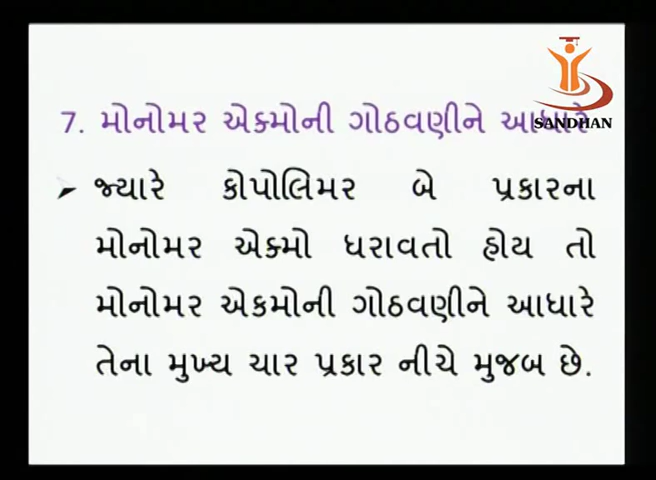 SANDHAN
7. મોનોમર એકમોની ગોઠવણીને આધારે
➤ જ્યારે કોપોલિમર બે પ્રકારના
મોનોમર એકમો ધરાવતો હોય તો
મોનોમર એકમોની ગોઠવણીને આધારે
તેના મુખ્ય ચાર પ્રકાર નીચે મુજબ છે.